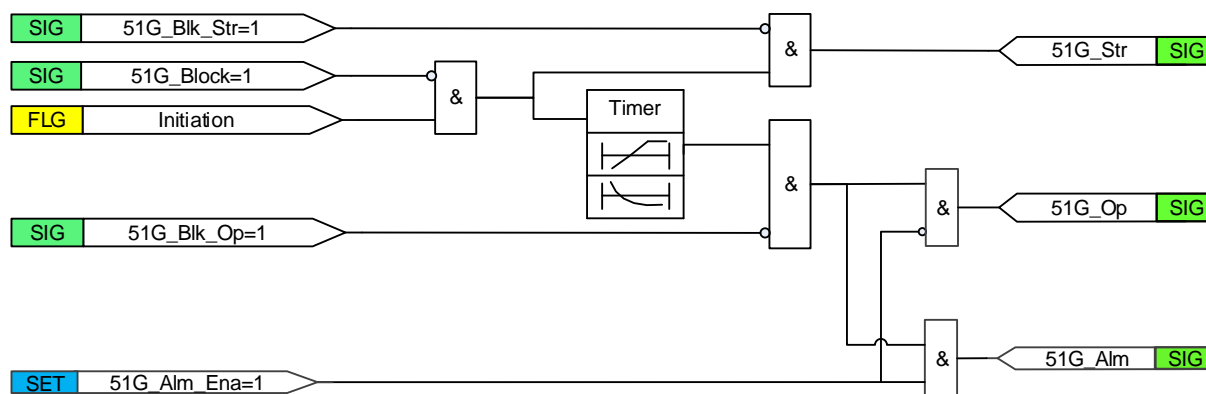 SIG 51G_Blk_Str=1
&
51G_Str SIG
SIG 51G_Block=1
&
FLG Initiation
Timer
&
SIG 51G_Blk_Op=1
&
51G_Op SIG
&
51G_Alm SIG
SET 51G_Alm_Ena=1